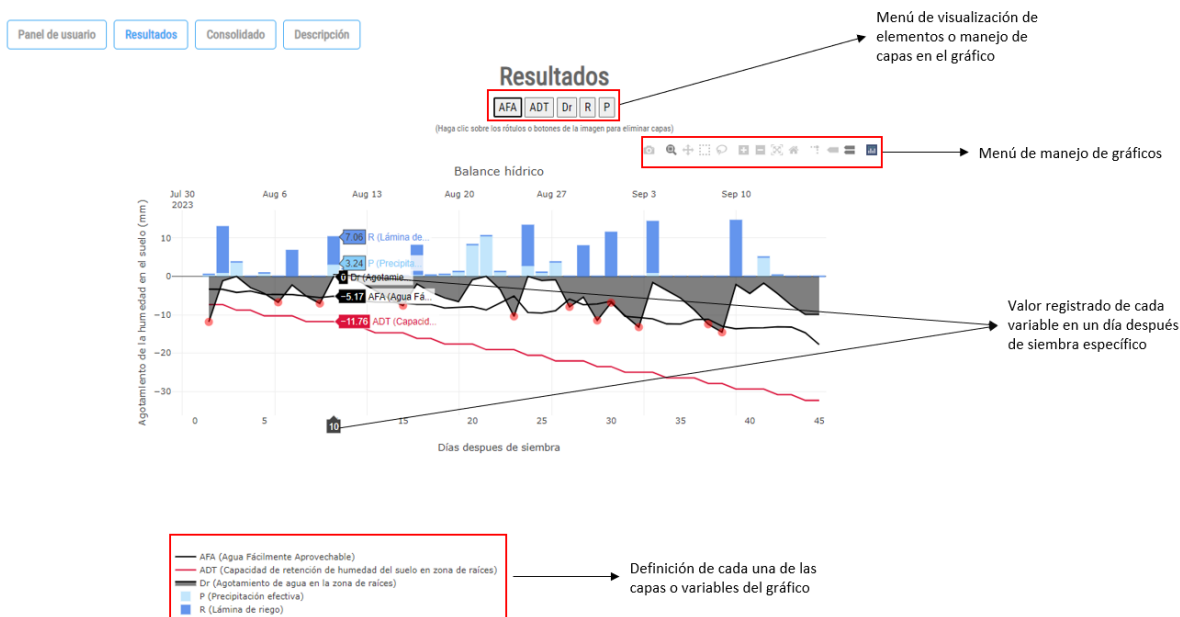 Menú de visualización de
elementos o manejo de
capas en el gráfico
Panel de usuario
Resultados
Consolidado
Descripción
Resultados
AFA ADT Dr R P
(Haga clic sobre los rótulos o botones de la imagen para eliminar capas)
Menú de manejo de gráficos
Balance hídrico
Jul 30 Aug 6 Aug 13 Aug 20 Aug 27 Sep 3 Sep 10
2023
Agotamiento de la humedad en el suelo (mm)
10
0
−10
−20
−30
7.06 R (Lámina de...
3.24 P (Precipita...
0 Dr (Agotamie...
−5.17 AFA (Agua Fá...
−11.76 ADT (Capacid...
Valor registrado de cada
variable en un día después
de siembra específico
0 5 10 15 20 25 30 35 40 45
Días despues de siembra
AFA (Agua Fácilmente Aprovechable)
ADT (Capacidad de retención de humedad del suelo en zona de raíces)
Dr (Agotamiento de agua en la zona de raíces)
P (Precipitación efectiva)
R (Lámina de riego)
Definición de cada una de las
capas o variables del gráfico